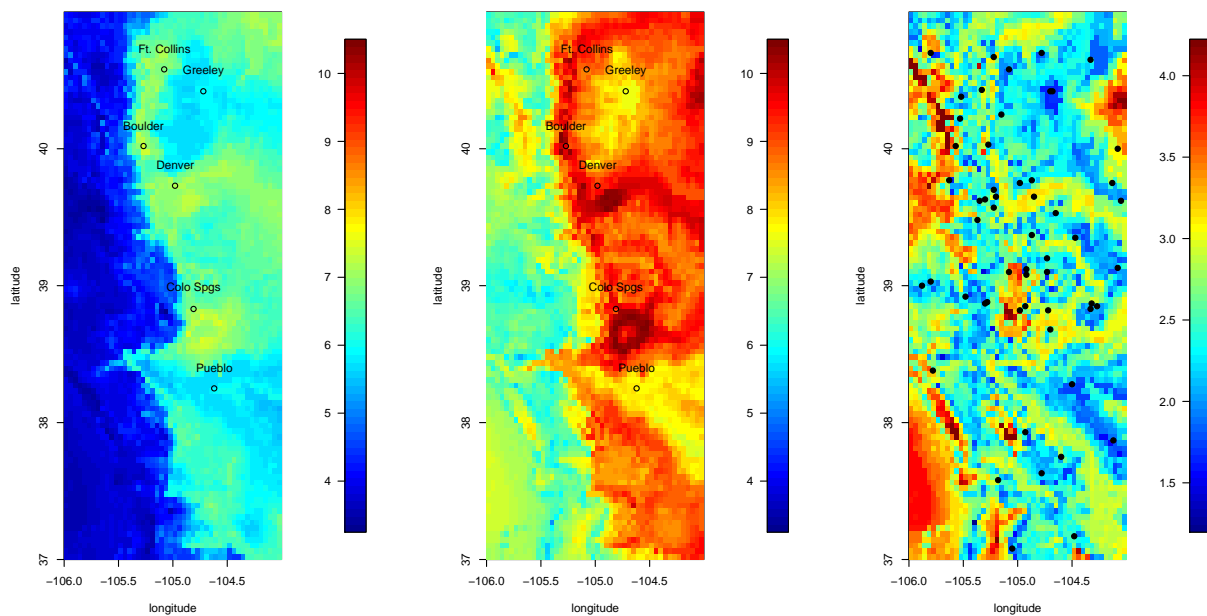 Ft. Collins
Greeley
Boulder
Denver
Colo Spgs
Pueblo
latitude
37
38
39
40
−106.0
−105.5
−105.0
−104.5
longitude
10
9
8
7
6
5
4
Ft. Collins
Greeley
Boulder
Denver
Colo Spgs
Pueblo
latitude
37
38
39
40
−106.0
−105.5
−105.0
−104.5
longitude
10
9
8
7
6
5
4
latitude
37
38
39
40
−106.0
−105.5
−105.0
−104.5
longitude
4.0
3.5
3.0
2.5
2.0
1.5